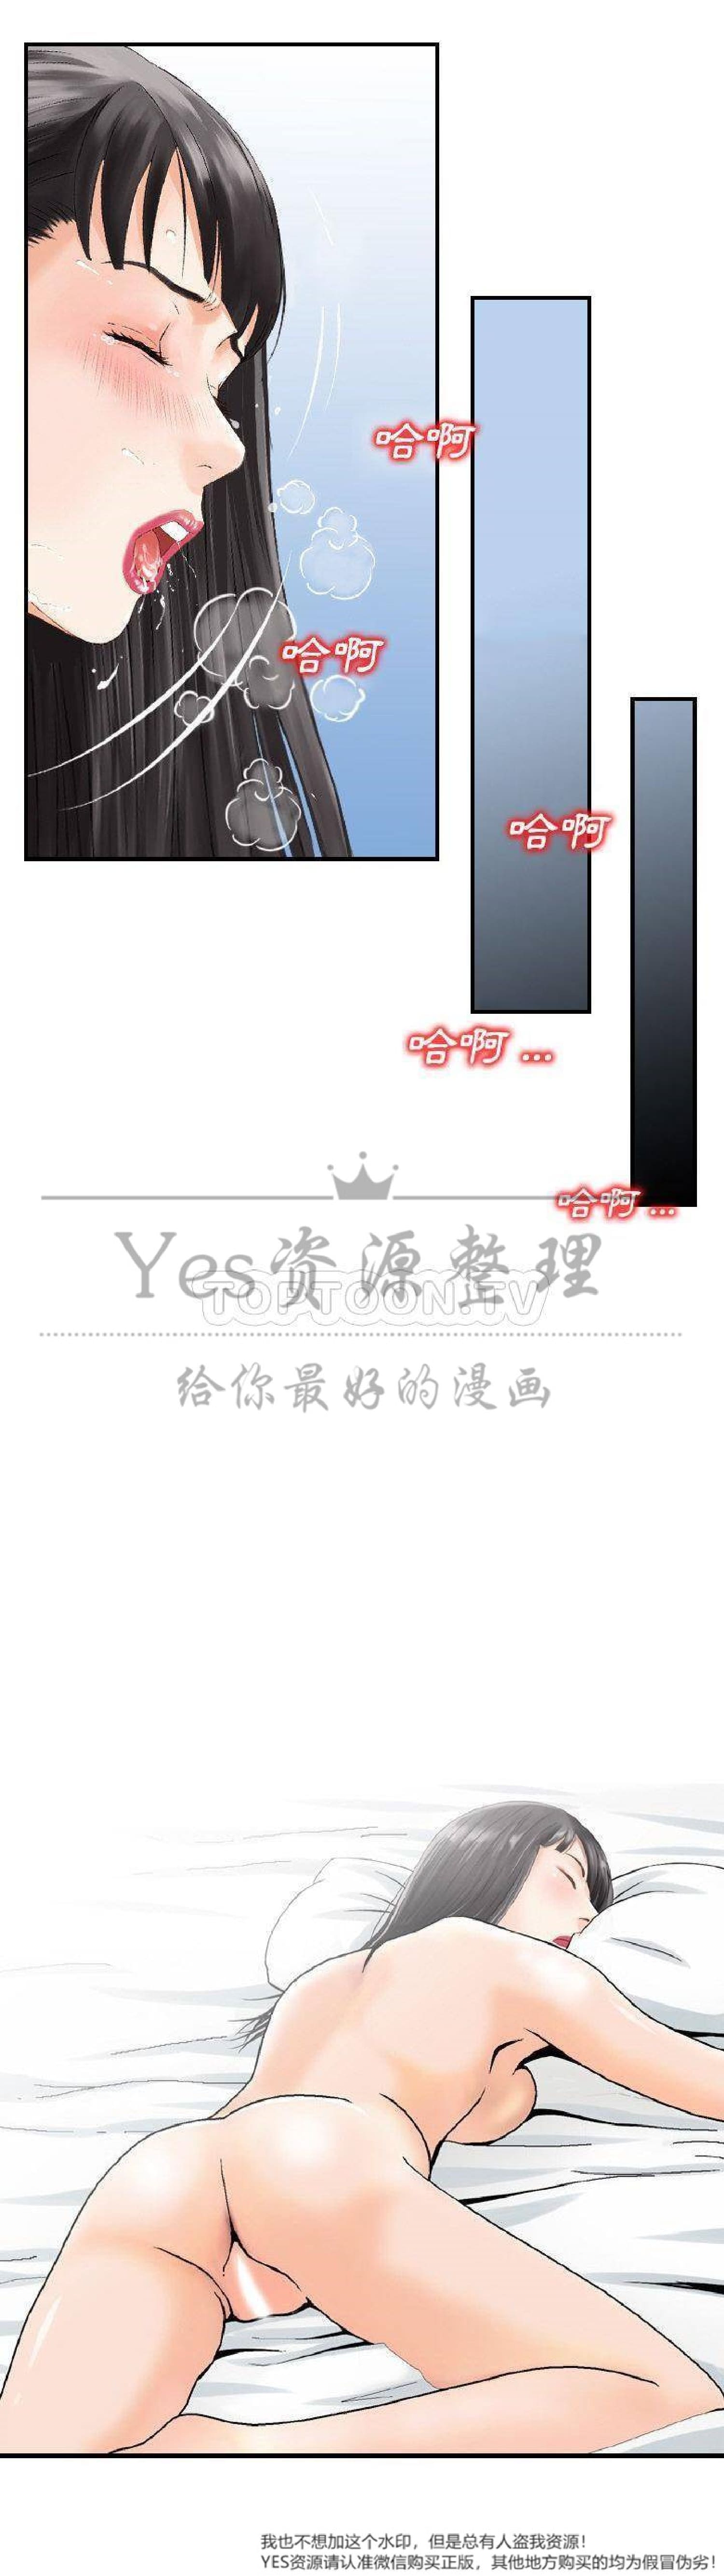 哈啊
哈啊
哈啊
哈啊...
哈啊...
Yes资源整理
TOPTOON.TV
给你最好的漫画
我也不想加这个水印，但是总有人盗我资源！
YES资源请认准微信购买正版，其他地方购买的均为假冒伪劣！